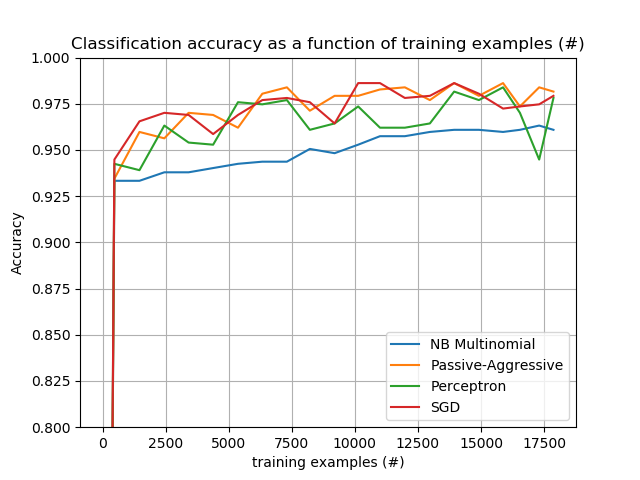 Classification accuracy as a function of training examples (#)
1.000
0.975
0.950
0.925
0.900
0.875
0.850
0.825
0.800
Accuracy
NB Multinomial
Passive-Aggressive
Perceptron
SGD
0 2500 5000 7500 10000 12500 15000 17500
training examples (#)